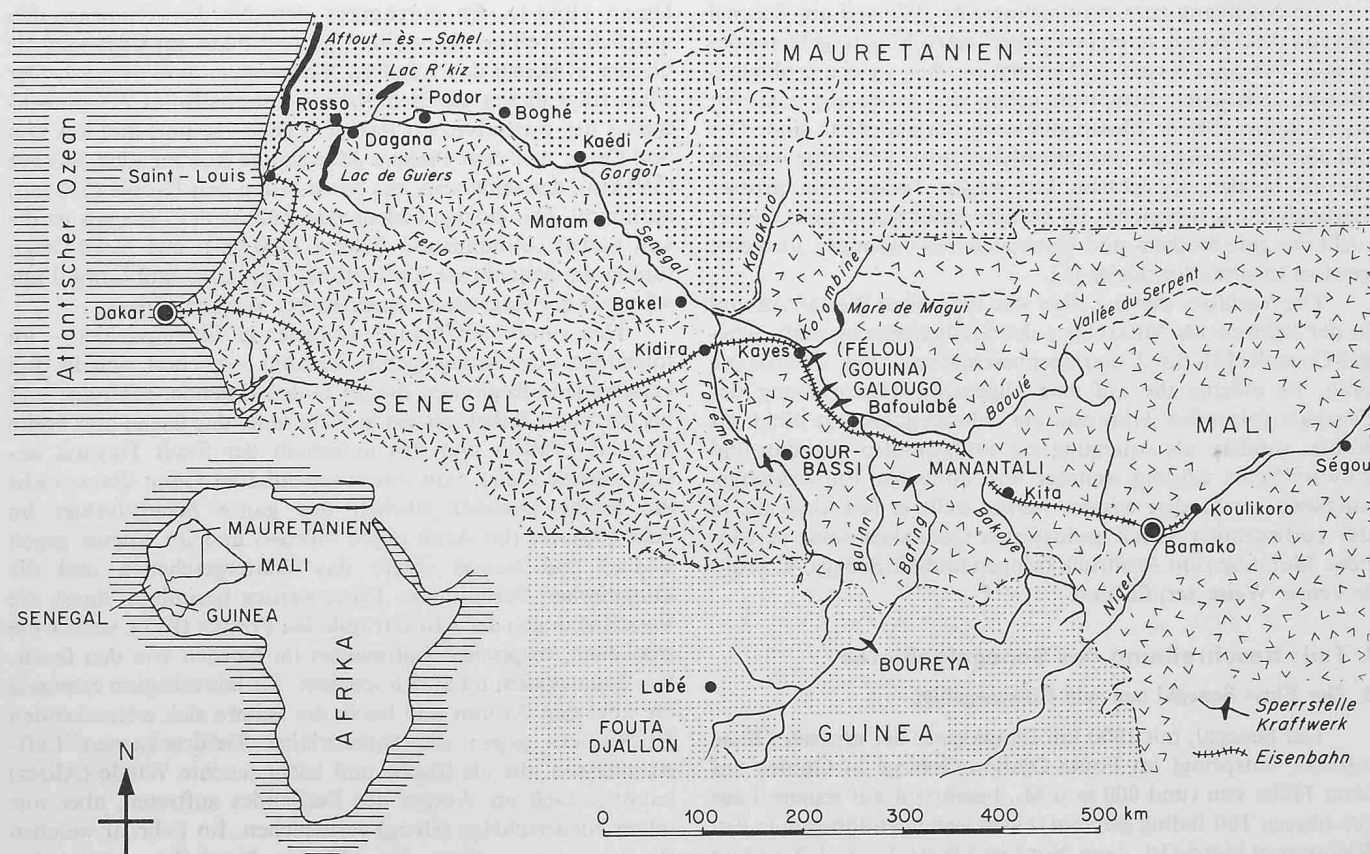 Aftout-ès-Sahel
Lac R'kiz
MAURETANIEN
Rosso
Podor
Boghé
Dagana
Kaédi
Gorgol
Atlantischer Ozean
Saint-Louis
Lac de Guiers
Matam
Senegal
Karakoro
Ferlo
Kolombiné
Vallée du Serpent
Bakel
Mare de Magui
Dakar
Kidira
Kayes
(FÉLOU)
(GOUINA)
GALOUGO
Bafoulabé
SENEGAL
Falémé
Baoulé
MALI
GOUR-
BASSI
MANANTALI
Ségou
Kita
Koulikoro
Bamako
Balinn
Bafing
Bakoye
Niger
MAURETANIEN
MALI
GUINEA
SENEGAL
AFRIKA
BOUREYA
Labé
FOUTA
DJALLON
GUINEA
Sperrstelle
Kraftwerk
Eisenbahn
N
0 100 200 300 400 500 km